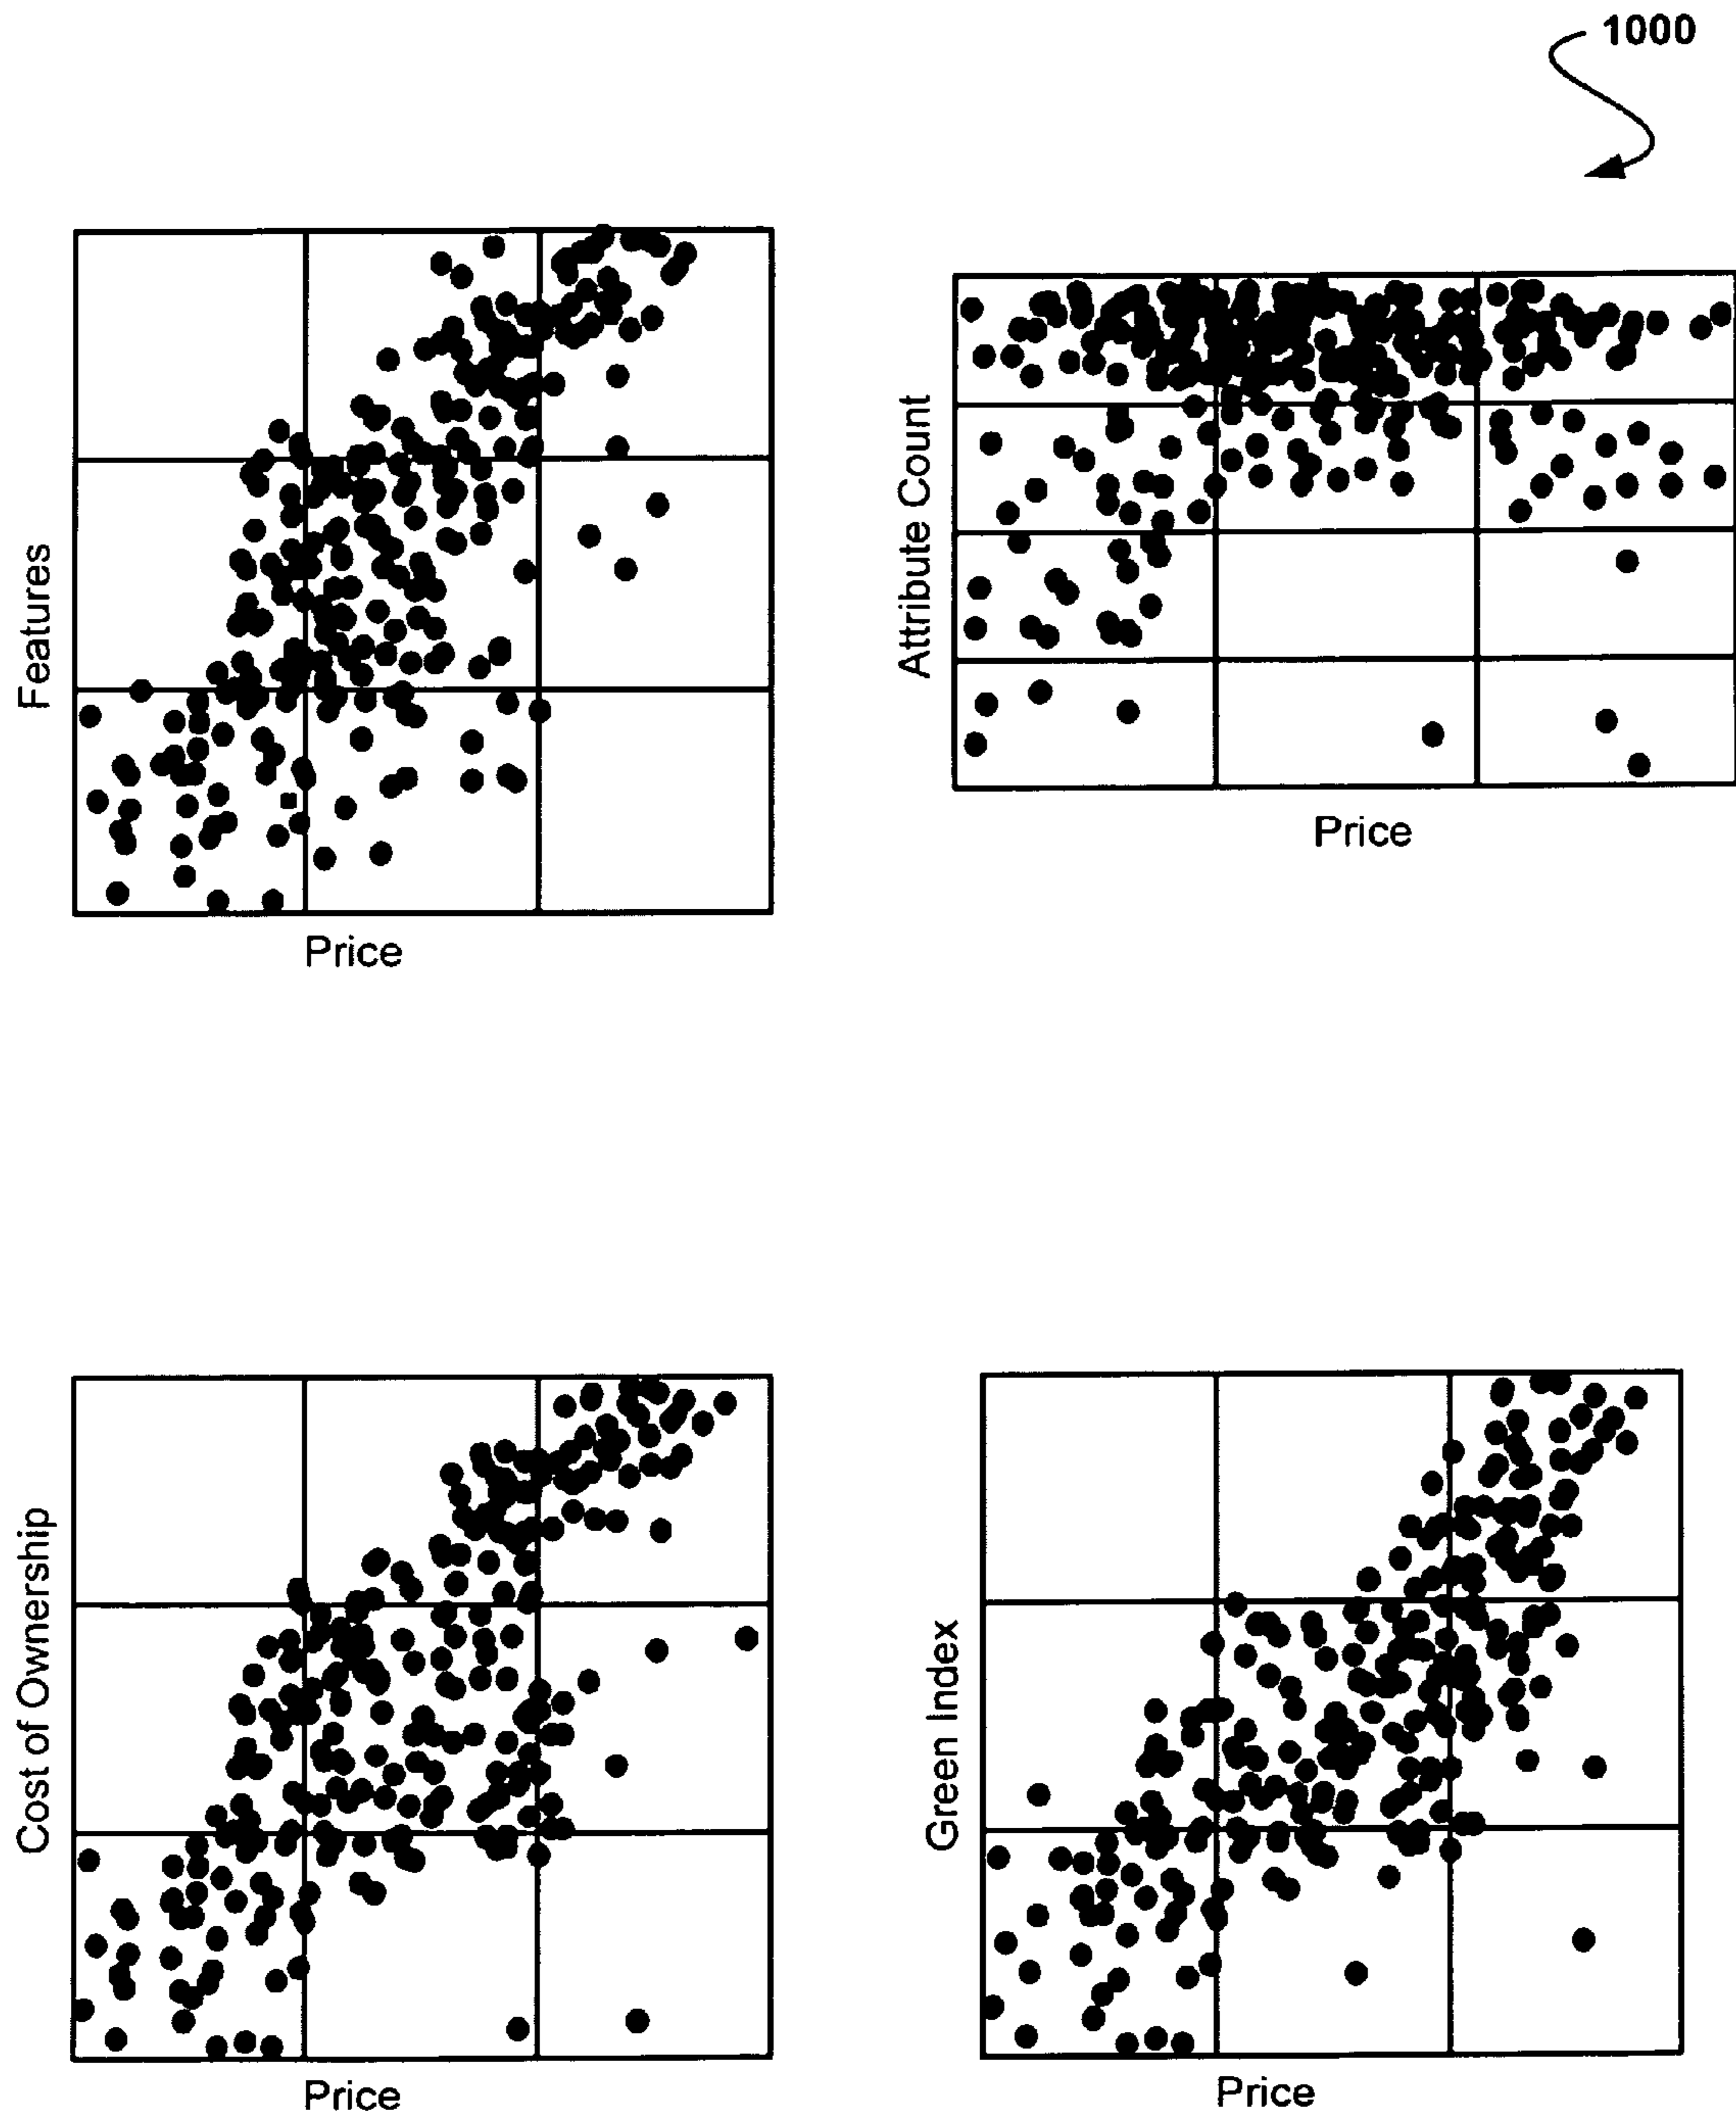 1000
Features
Price
Attribute Count
Price
Cost of Ownership
Price
Green Index
Price